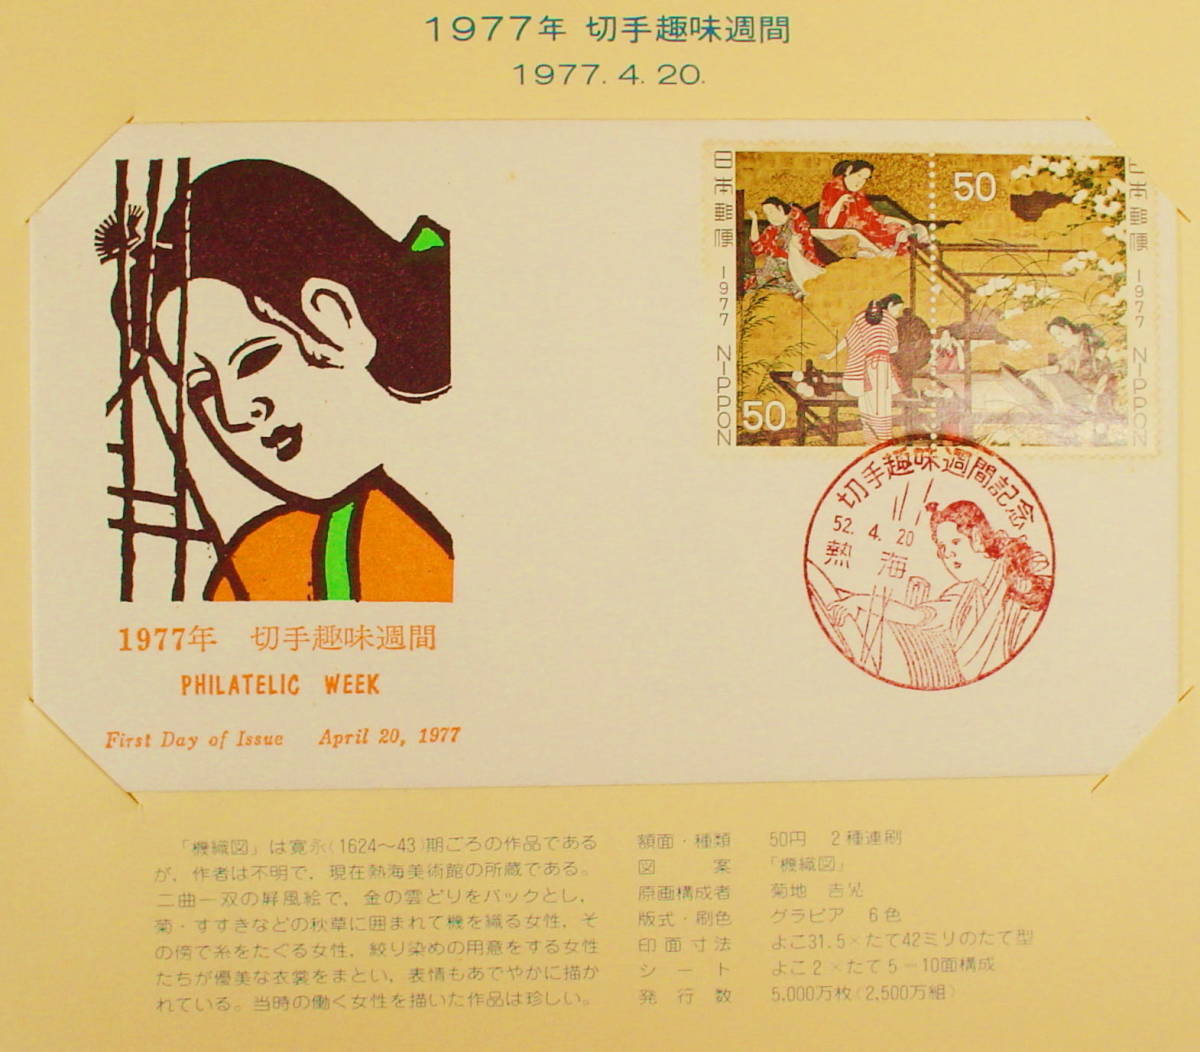 1977年 切手趣味週間
1977. 4. 20.
日本郵便 1977 NIPPON
50
50
日本郵便 1977 NIPPON
切手趣味週間記念
52. 4. 20
熱 海
1977年 切手趣味週間
PHILATELIC WEEK
First Day of Issue April 20, 1977
「機織図」は寛永(1624〜43)期ごろの作品である
が，作者は不明で，現在熱海美術館の所蔵である。
二曲一双の屏風絵で，金の雲どりをバックとし，
菊・すすきなどの秋草に囲まれて機を織る女性，そ
の傍で糸をたぐる女性，絞り染めの用意をする女性
たちが優美な衣裳をまとい，表情もあでやかに描か
れている。当時の働く女性を描いた作品は珍しい。
額面・種類 50円 2種連刷
図案 「機織図」
原画構成者 菊地 吉晃
版式・刷色 グラビア 6色
印面寸法 よこ31.5×たて42ミリのたて型
シート よこ2×たて5－10面構成
発行数 5,000万枚(2,500万組)